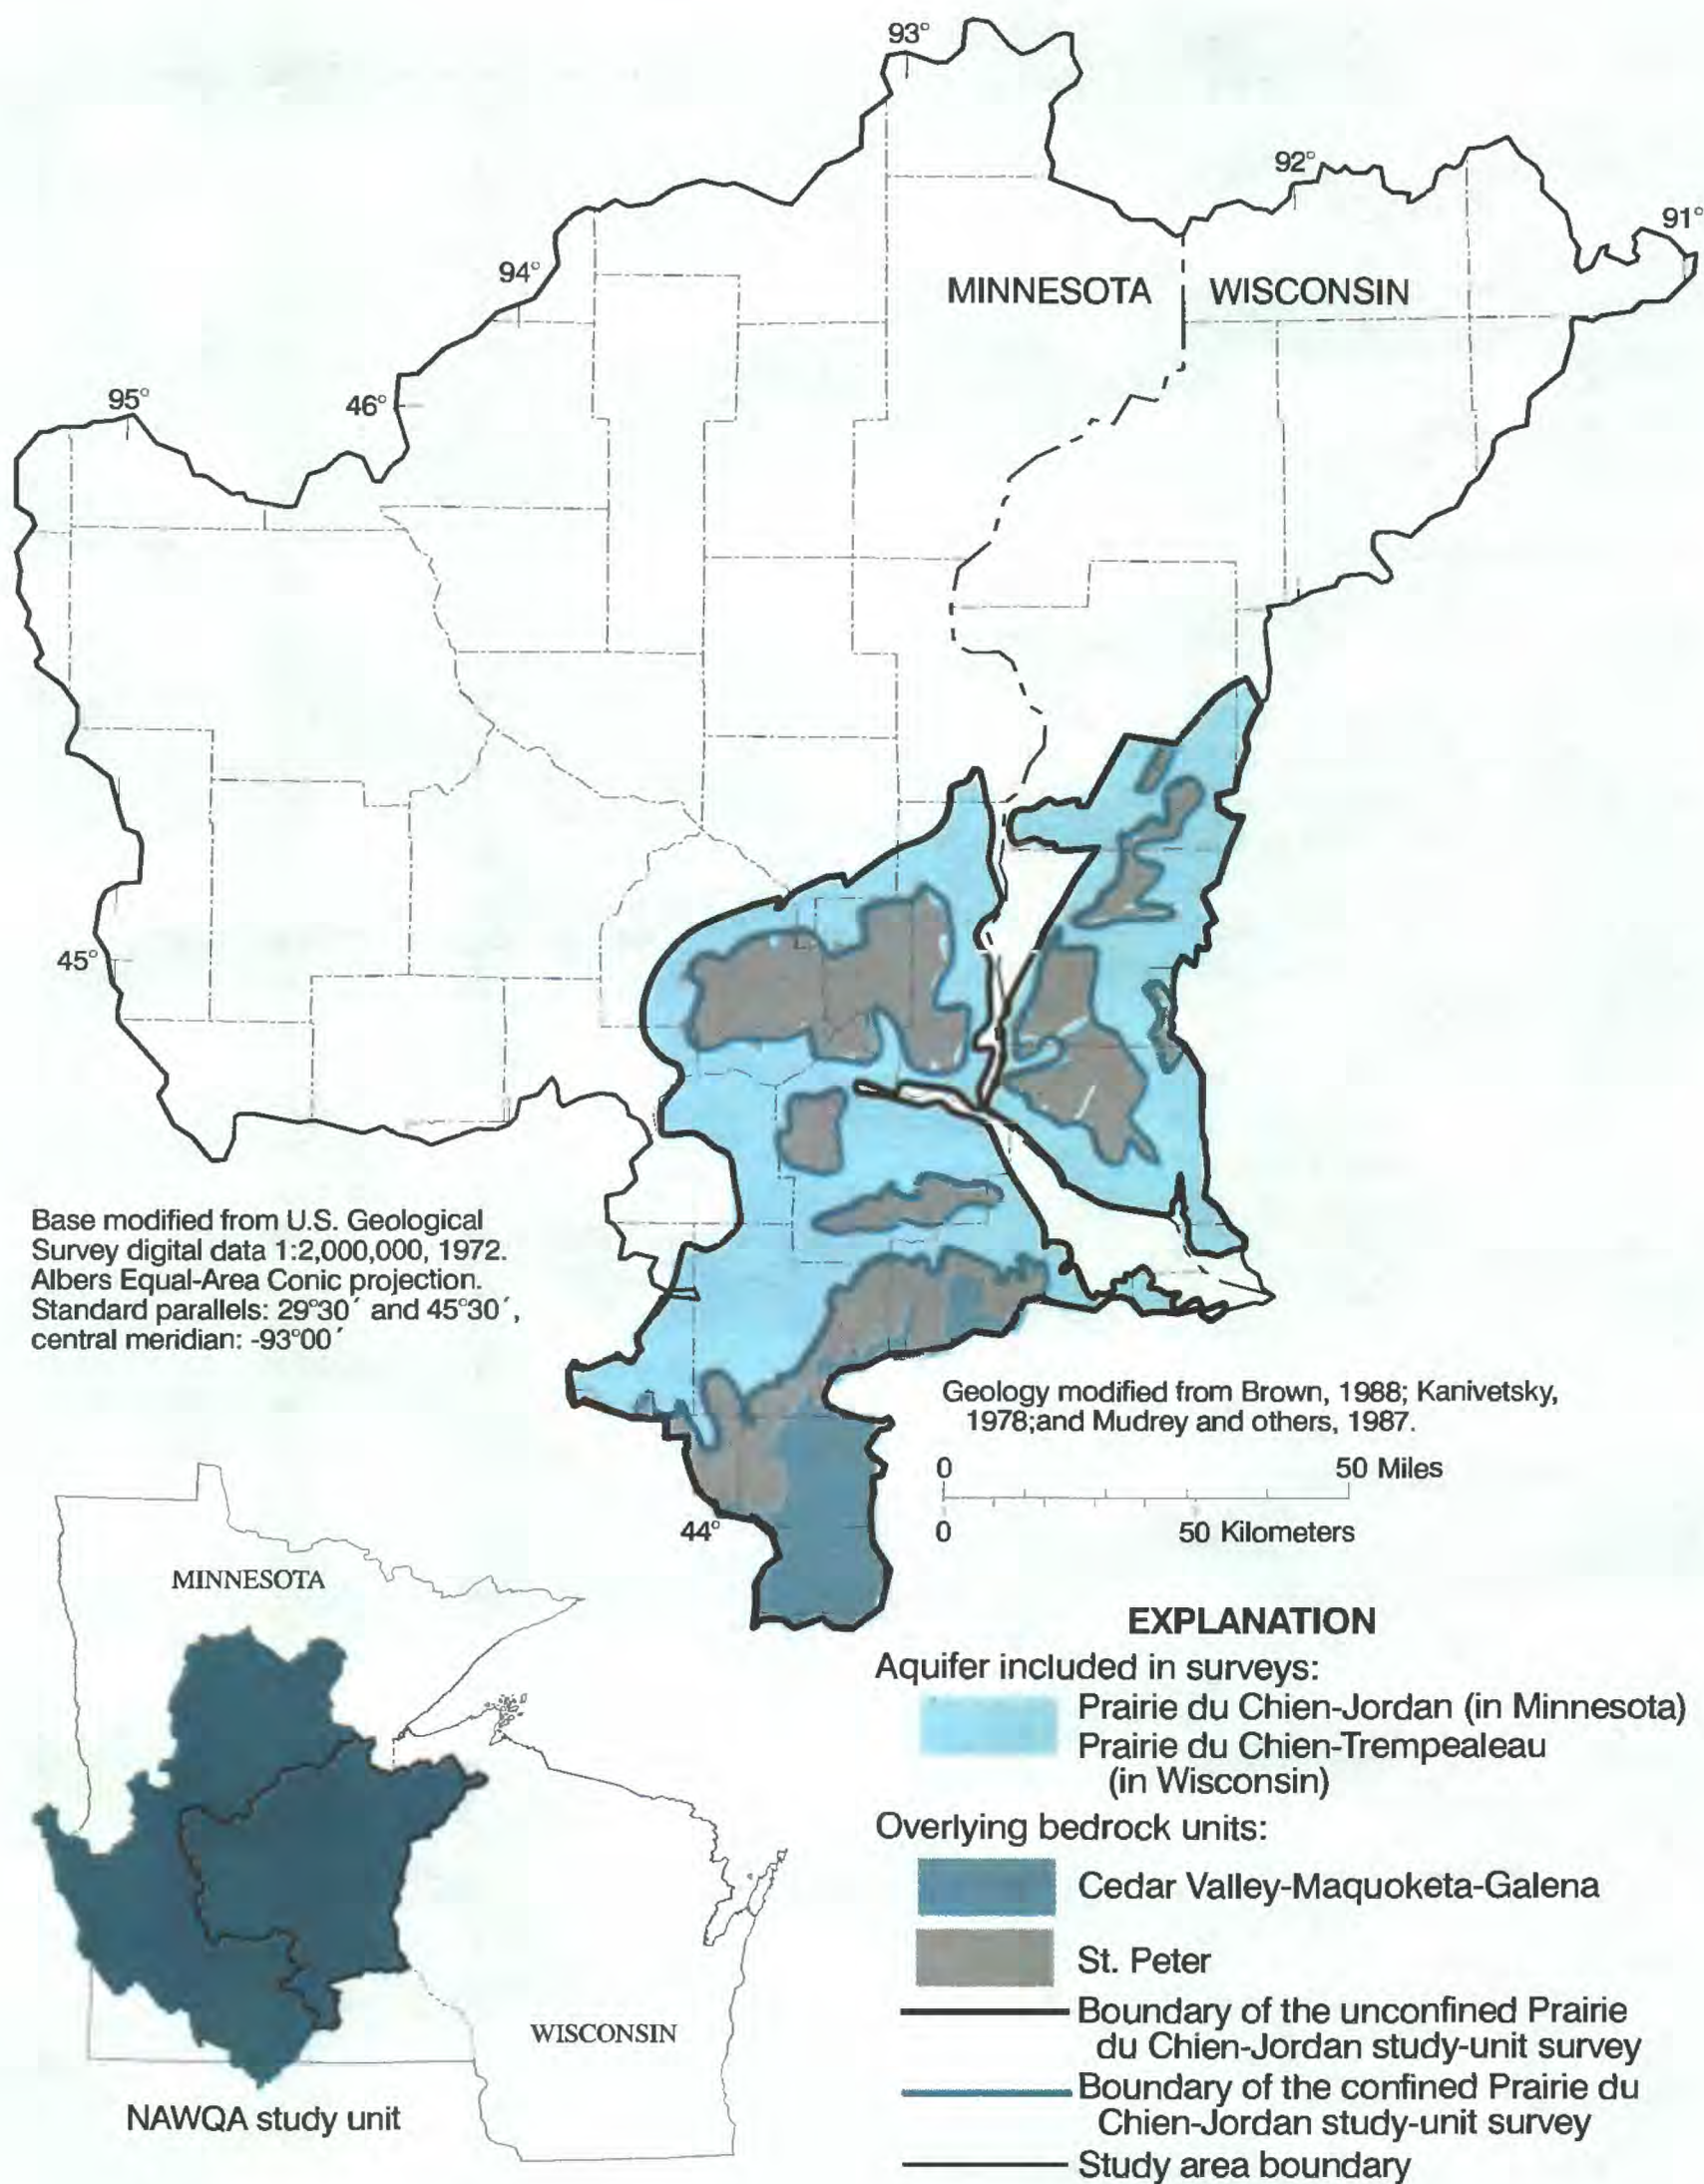 93°
92°
91°
MINNESOTA
WISCONSIN
94°
95°
46°
45°
Base modified from U.S. Geological
Survey digital data 1:2,000,000, 1972.
Albers Equal-Area Conic projection.
Standard parallels: 29°30´ and 45°30´,
central meridian: -93°00´
Geology modified from Brown, 1988; Kanivetsky,
1978;and Mudrey and others, 1987.
0 50 Miles
0 50 Kilometers
44°
MINNESOTA
WISCONSIN
NAWQA study unit
EXPLANATION
Aquifer included in surveys:
Prairie du Chien-Jordan (in Minnesota)
Prairie du Chien-Trempealeau
(in Wisconsin)
Overlying bedrock units:
Cedar Valley-Maquoketa-Galena
St. Peter
Boundary of the unconfined Prairie
du Chien-Jordan study-unit survey
Boundary of the confined Prairie du
Chien-Jordan study-unit survey
Study area boundary